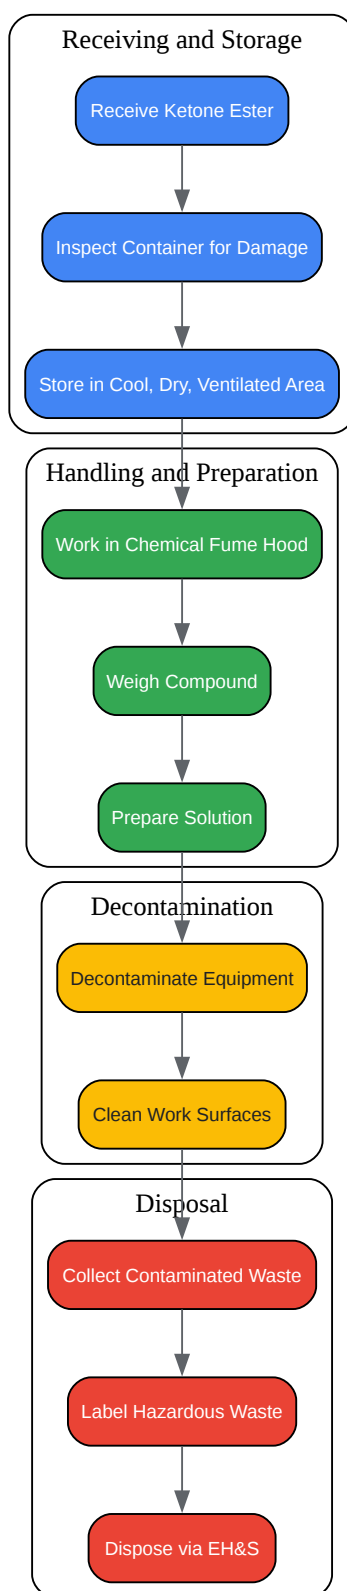 Receiving and Storage
Receive Ketone Ester
Inspect Container for Damage
Store in Cool, Dry, Ventilated Area
Handling and Preparation
Work in Chemical Fume Hood
Weigh Compound
Prepare Solution
Decontamination
Decontaminate Equipment
Clean Work Surfaces
Disposal
Collect Contaminated Waste
Label Hazardous Waste
Dispose via EH&S